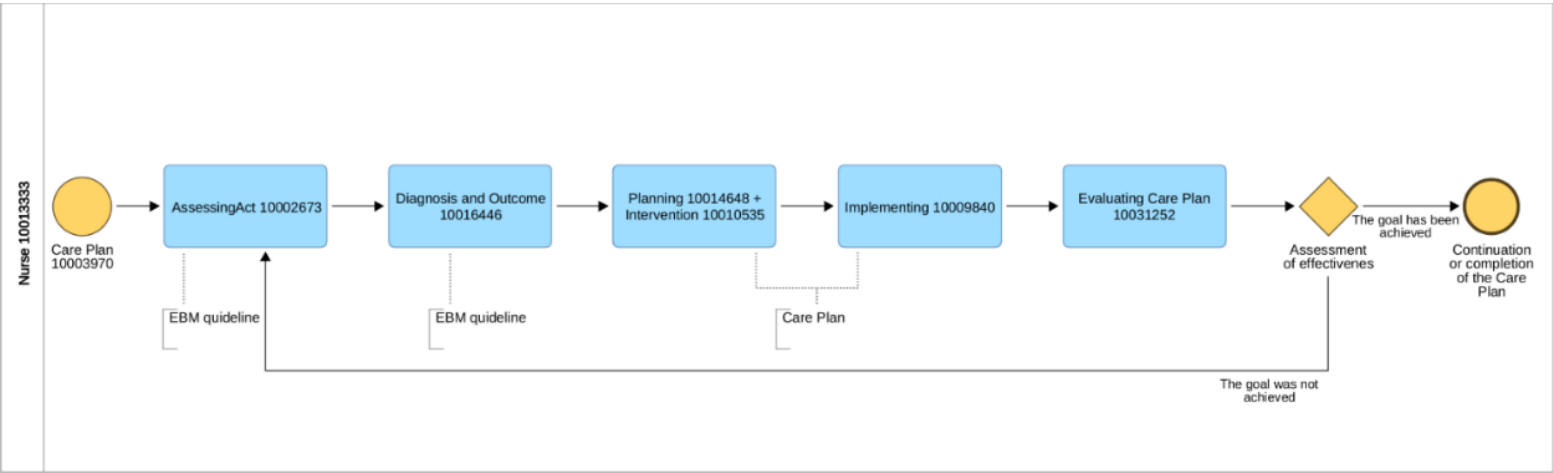 Nurse 10013333
Care Plan
10003970
AssessingAct 10002673
Diagnosis and Outcome
10016446
Planning 10014648 +
Intervention 10010535
Implementing 10009840
Evaluating Care Plan
10031252
Assessment
of effectivenes
The goal has been
achieved
Continuation
or completion
of the Care
Plan
EBM quideline
EBM quideline
Care Plan
The goal was not
achieved